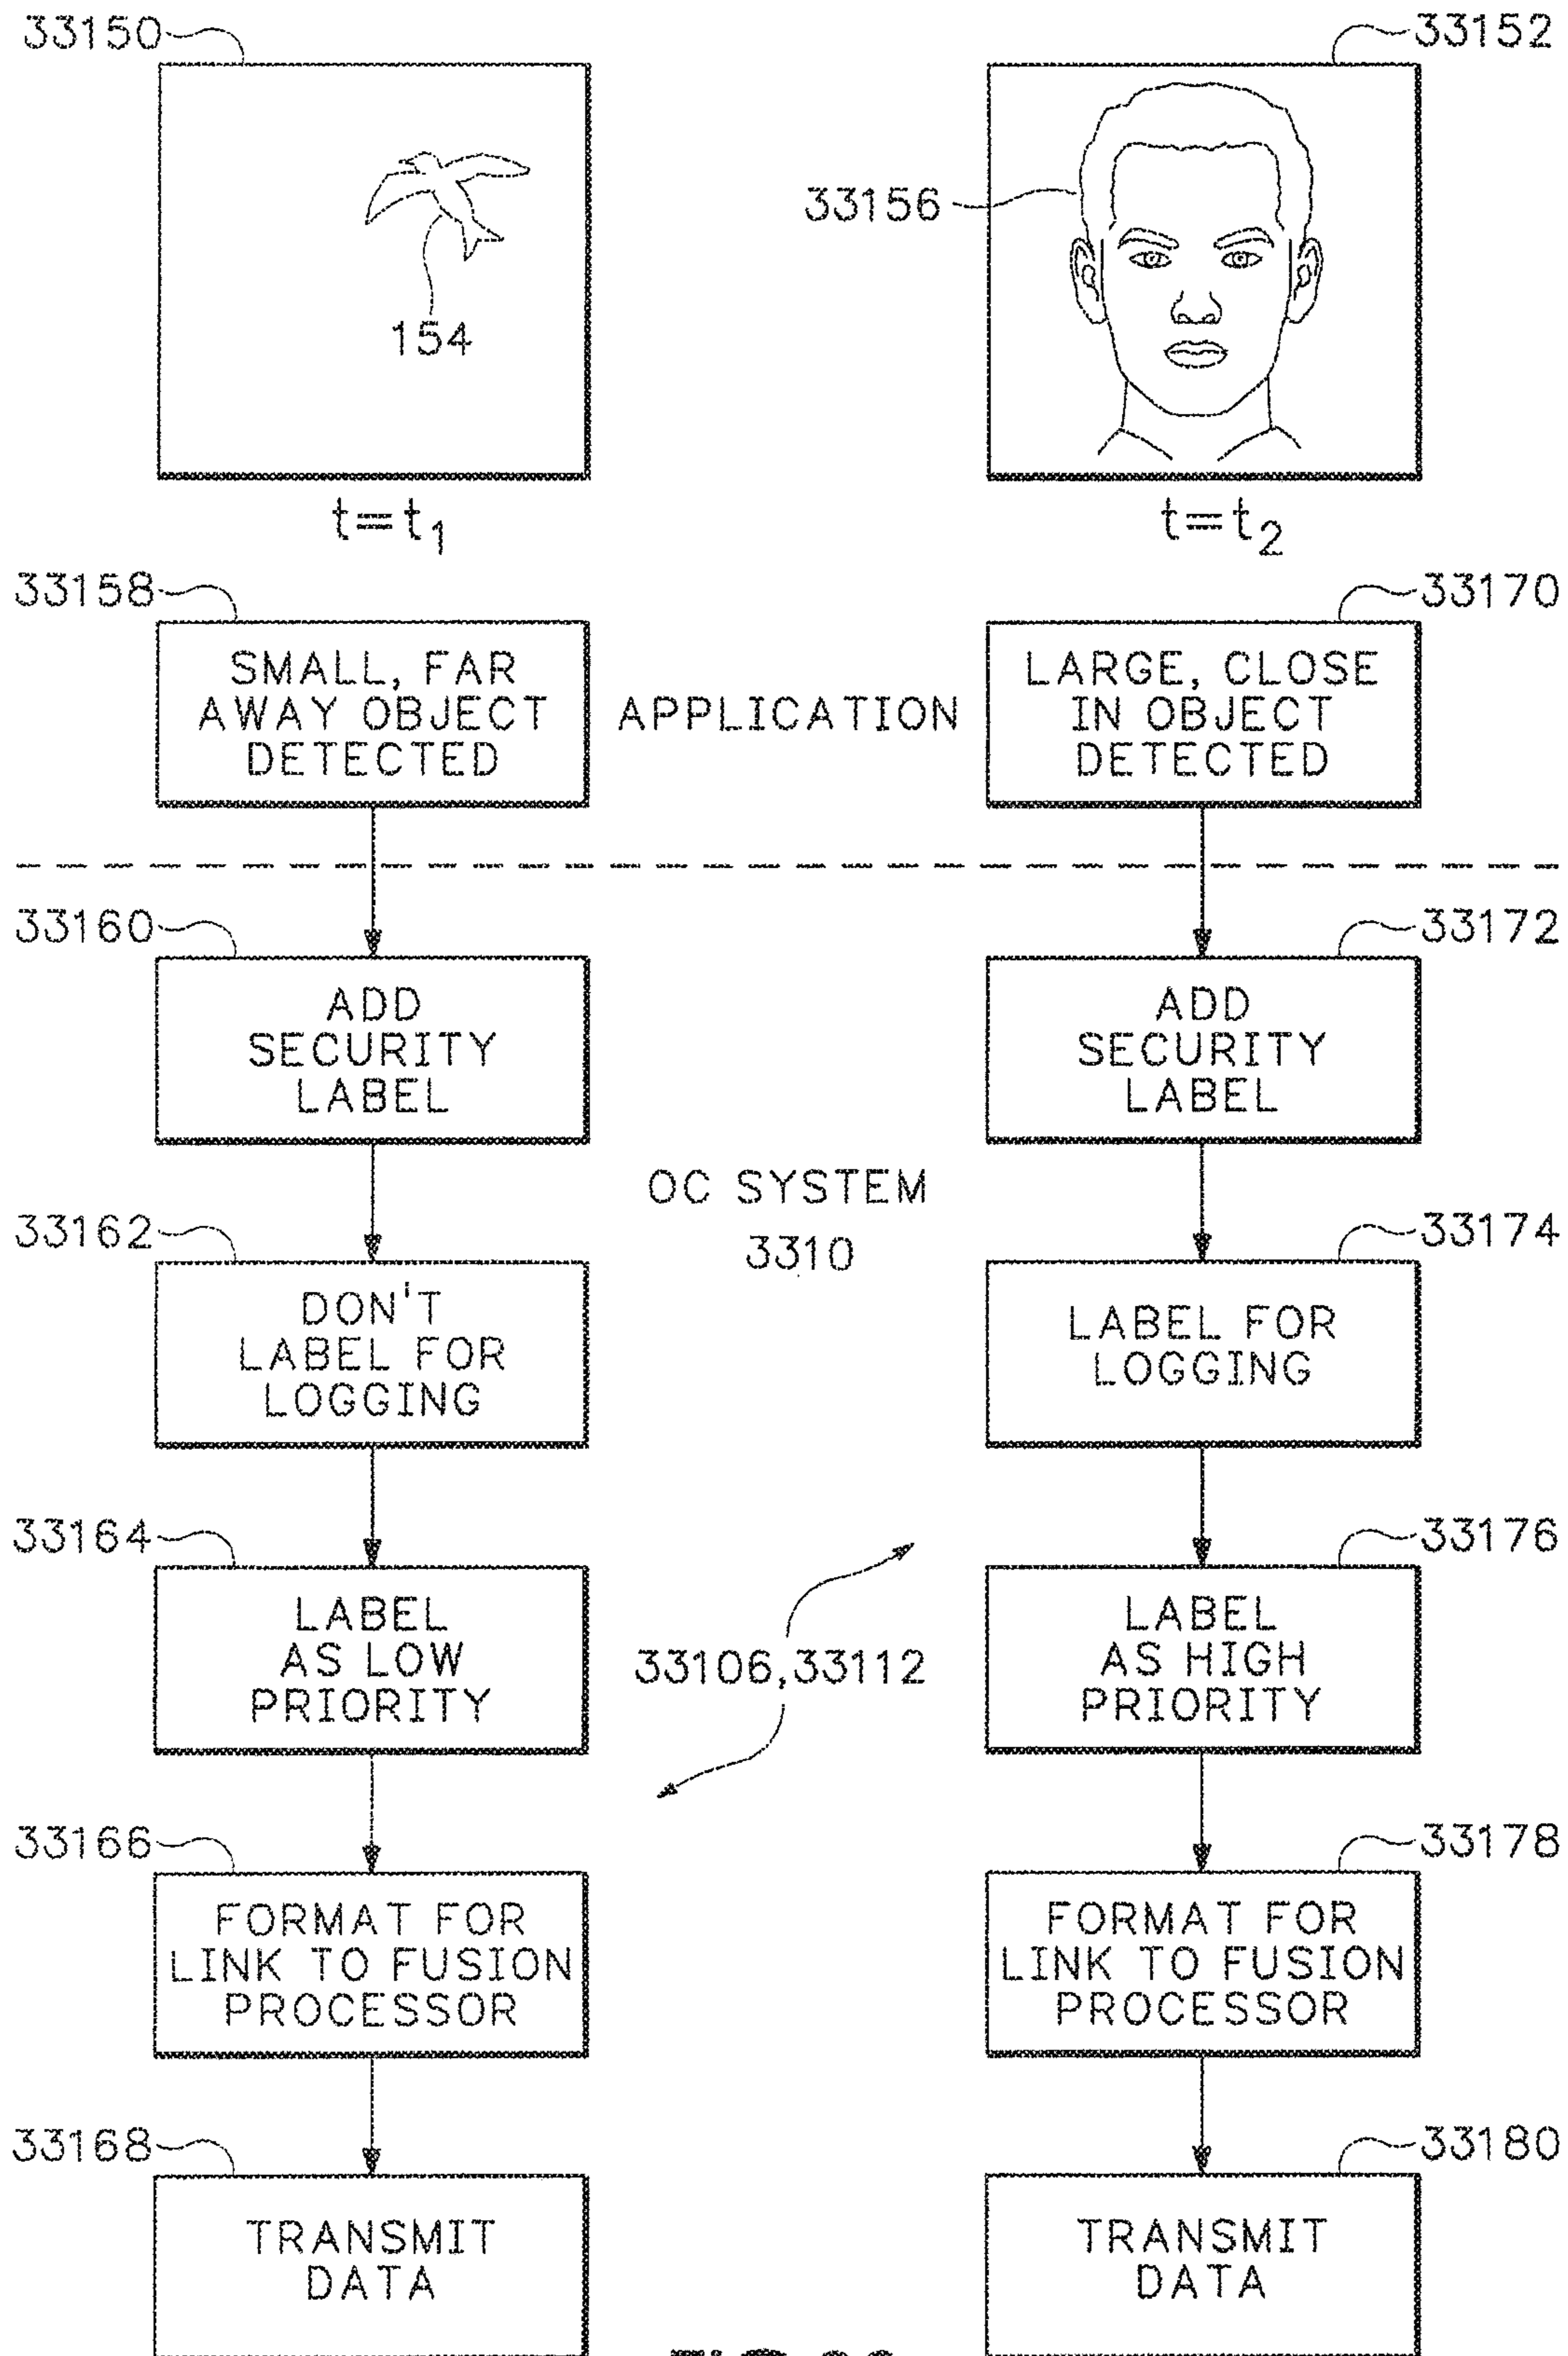 33150
33152
33156
154
t=t1
t=t2
33158
33170
SMALL, FAR
AWAY OBJECT
DETECTED
APPLICATION
LARGE, CLOSE
IN OBJECT
DETECTED
33160
33172
ADD
SECURITY
LABEL
ADD
SECURITY
LABEL
OC SYSTEM
3310
33162
33174
DON'T
LABEL FOR
LOGGING
LABEL FOR
LOGGING
33164
33176
LABEL
AS LOW
PRIORITY
33106,33112
LABEL
AS HIGH
PRIORITY
33166
33178
FORMAT FOR
LINK TO FUSION
PROCESSOR
FORMAT FOR
LINK TO FUSION
PROCESSOR
33168
33180
TRANSMIT
DATA
TRANSMIT
DATA